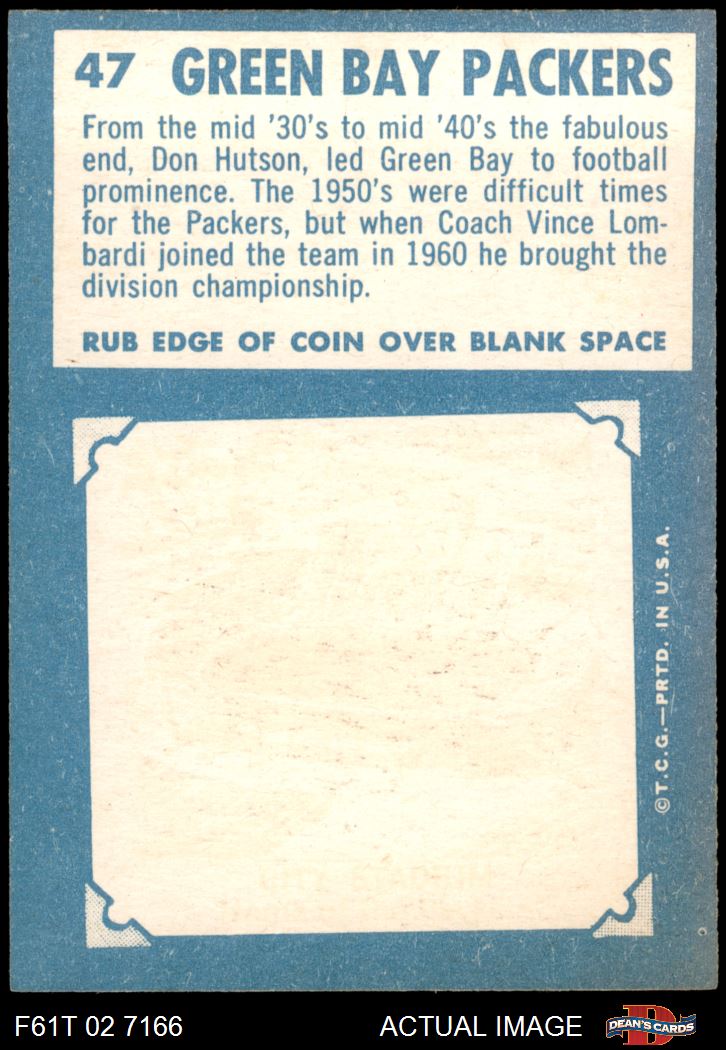 47 GREEN BAY PACKERS
From the mid '30's to mid '40's the fabulous
end, Don Hutson, led Green Bay to football
prominence. The 1950's were difficult times
for the Packers, but when Coach Vince Lom-
bardi joined the team in 1960 he brought the
division championship.
RUB EDGE OF COIN OVER BLANK SPACE
©T.C.G.—PRTD. IN U.S.A.
F61T 02 7166
ACTUAL IMAGE
D
DEAN'S CARDS